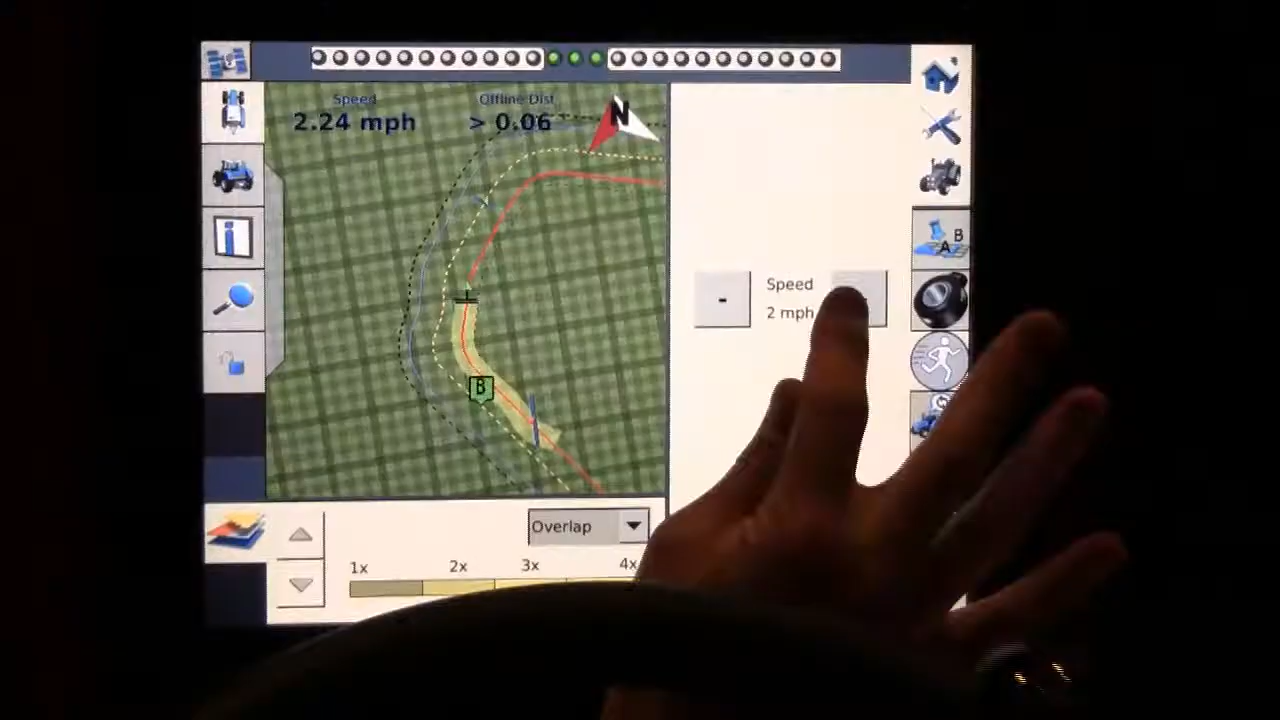 Speed
2.24 mph
Offline Dist
> 0.06
N
B
A
-
Speed
2 mph
B
Overlap
1x 2x 3x 4x